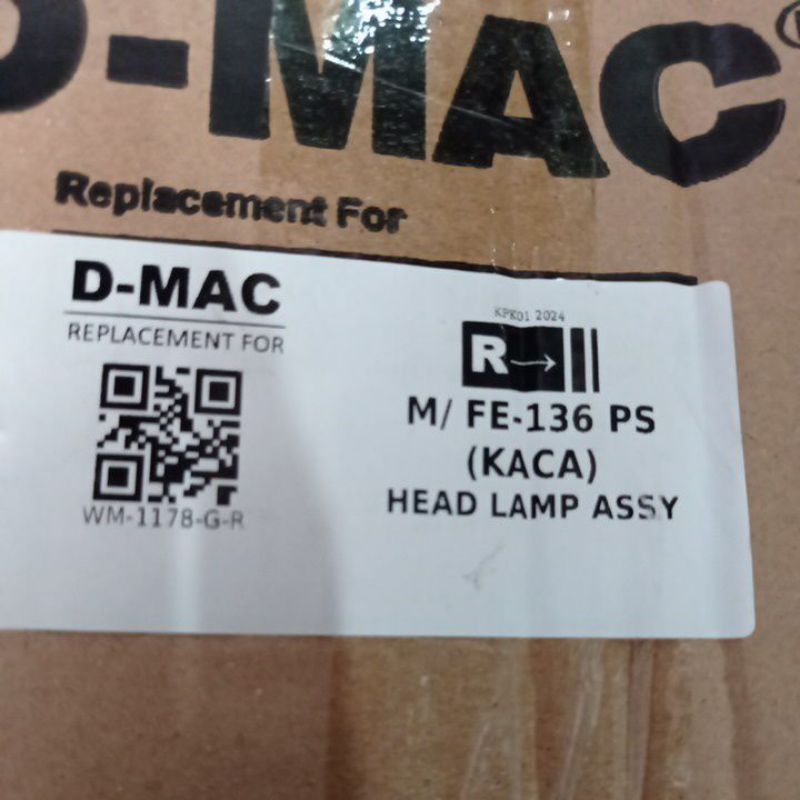 D-MAC®
Replacement For
D-MAC
REPLACEMENT FOR
WM-1178-G-R
KPK01 2024
R→
M/ FE-136 PS
(KACA)
HEAD LAMP ASSY